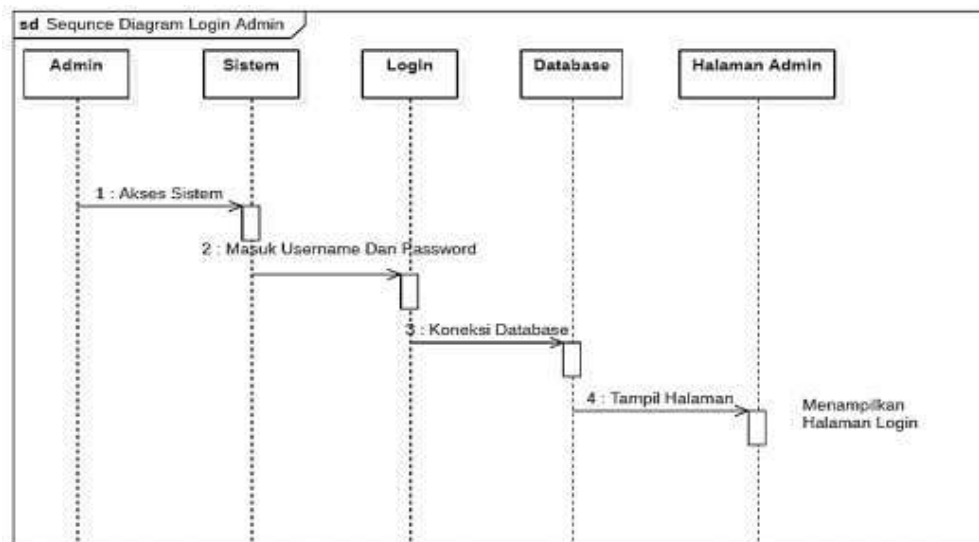 sd Sequnce Diagram Login Admin
Admin
Sistem
Login
Database
Halaman Admin
1 : Akses Sistem
2 : Masuk Username Dan Password
3 : Koneksi Database
4 : Tampil Halaman
Menampilkan
Halaman Login